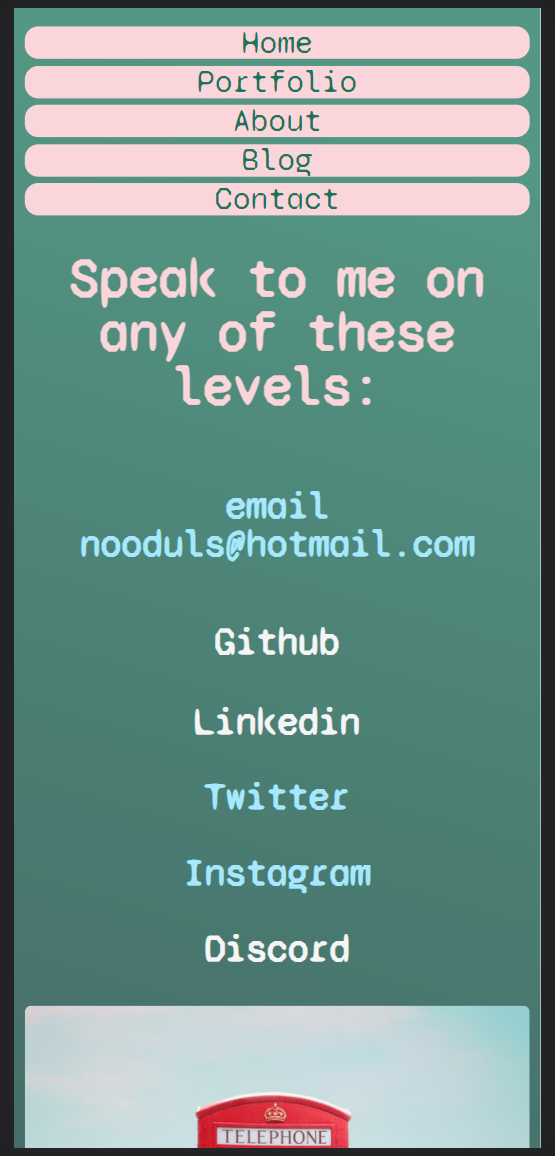 Home
Portfolio
About
Blog
Contact
Speak to me on
any of these
levels:
email
nooduls@hotmail.com
Github
Linkedin
Twitter
Instagram
Discord
TELEPHONE